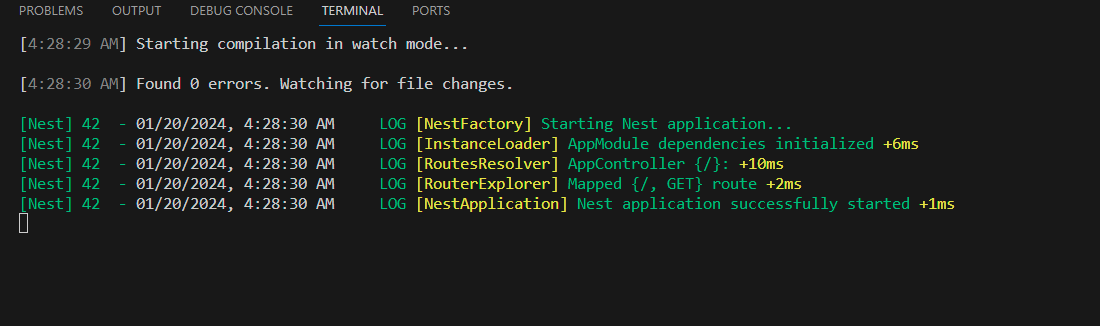 PROBLEMS OUTPUT DEBUG CONSOLE TERMINAL PORTS
[4:28:29 AM] Starting compilation in watch mode...
[4:28:30 AM] Found 0 errors. Watching for file changes.
[Nest] 42  - 01/20/2024, 4:28:30 AM     LOG [NestFactory] Starting Nest application...
[Nest] 42  - 01/20/2024, 4:28:30 AM     LOG [InstanceLoader] AppModule dependencies initialized +6ms
[Nest] 42  - 01/20/2024, 4:28:30 AM     LOG [RoutesResolver] AppController {/}: +10ms
[Nest] 42  - 01/20/2024, 4:28:30 AM     LOG [RouterExplorer] Mapped {/, GET} route +2ms
[Nest] 42  - 01/20/2024, 4:28:30 AM     LOG [NestApplication] Nest application successfully started +1ms